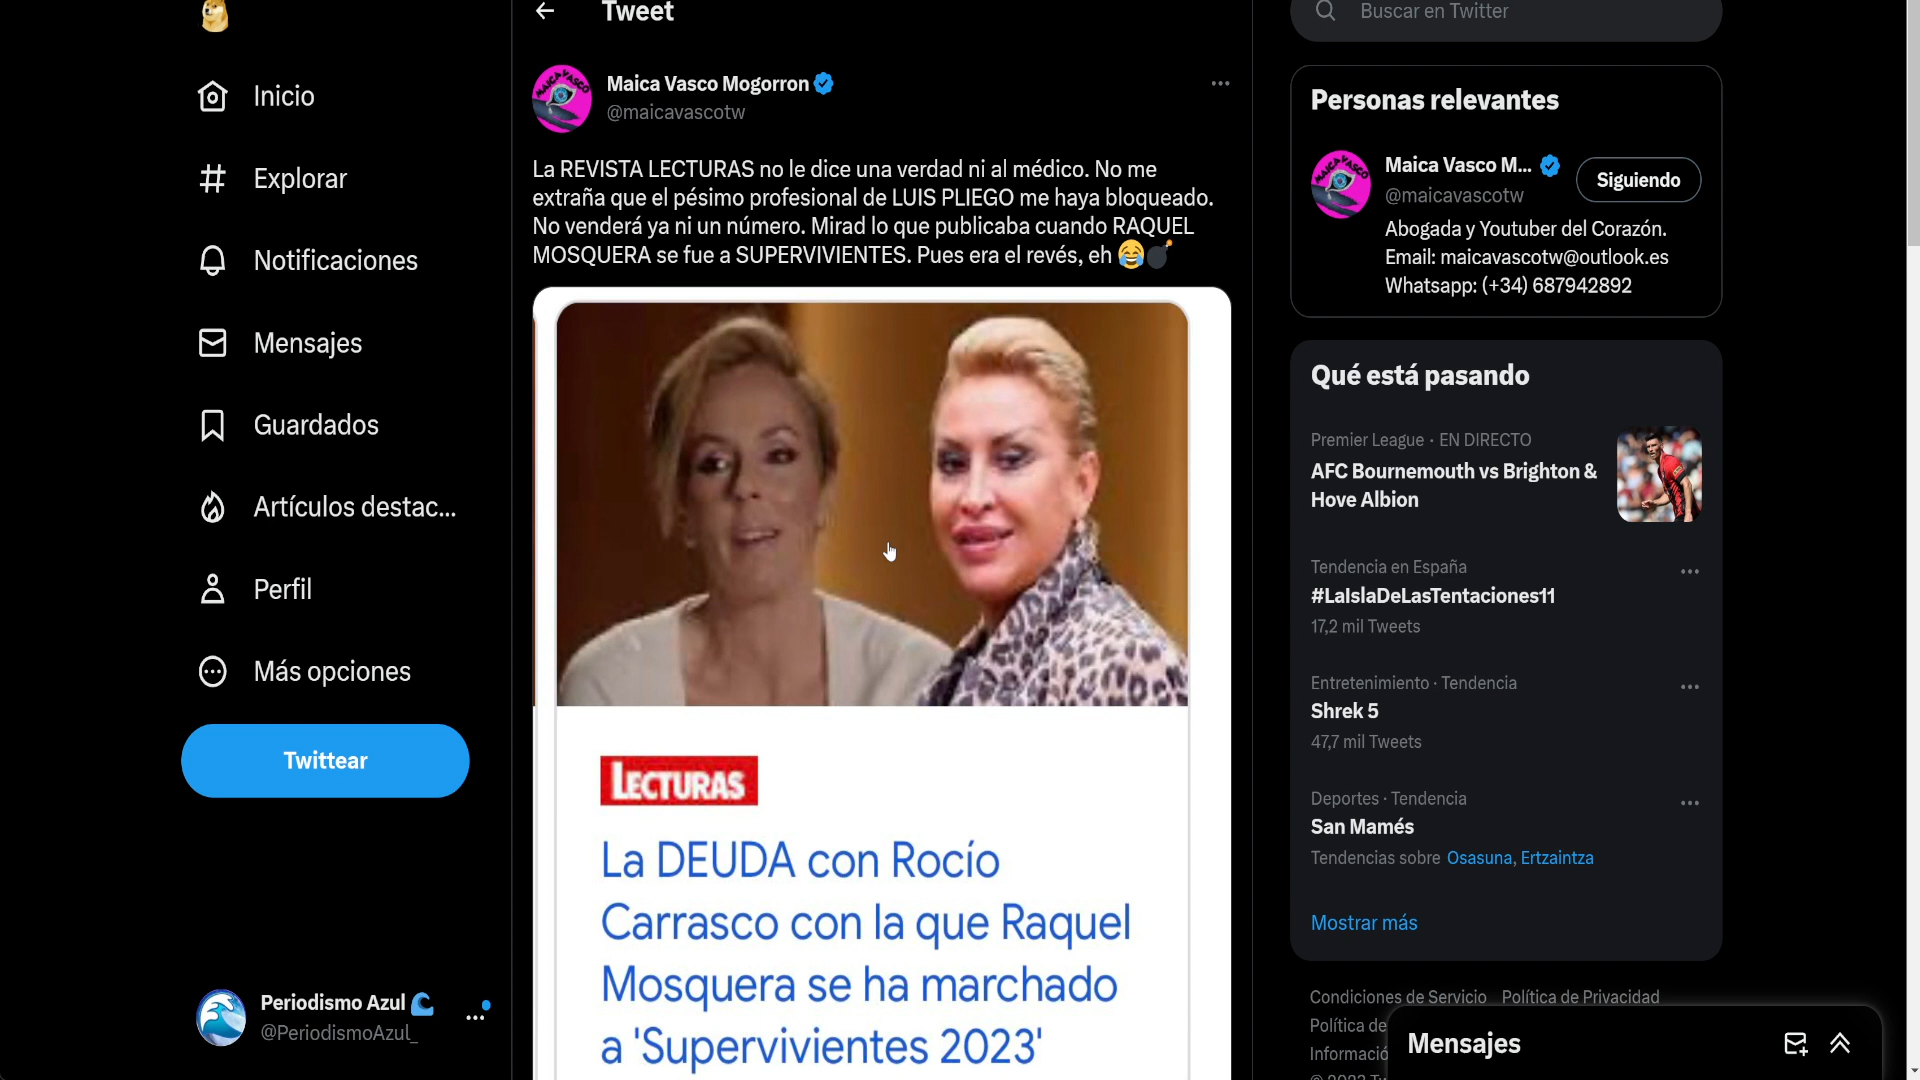 Tweet
Buscar en Twitter
Inicio
Explorar
Notificaciones
Mensajes
Guardados
Artículos destac...
Perfil
Más opciones
Twittear
Periodismo Azul
@PeriodismoAzul_
MAICA VASCO
Maica Vasco Mogorron
@maicavascotw
La REVISTA LECTURAS no le dice una verdad ni al médico. No me
extraña que el pésimo profesional de LUIS PLIEGO me haya bloqueado.
No venderá ya ni un número. Mirad lo que publicaba cuando RAQUEL
MOSQUERA se fue a SUPERVIVIENTES. Pues era el revés, eh 😂💣
LECTURAS
La DEUDA con Rocío
Carrasco con la que Raquel
Mosquera se ha marchado
a 'Supervivientes 2023'
Personas relevantes
MAICA VASCO
Maica Vasco M...
@maicavascotw
Siguiendo
Abogada y Youtuber del Corazón.
Email: maicavascotw@outlook.es
Whatsapp: (+34) 687942892
Qué está pasando
Premier League · EN DIRECTO
AFC Bournemouth vs Brighton &
Hove Albion
Tendencia en España
#LaIslaDeLasTentaciones11
17,2 mil Tweets
Entretenimiento · Tendencia
Shrek 5
47,7 mil Tweets
Deportes · Tendencia
San Mamés
Tendencias sobre Osasuna, Ertzaintza
Mostrar más
Condiciones de Servicio Política de Privacidad
Política de
Informació
Mensajes